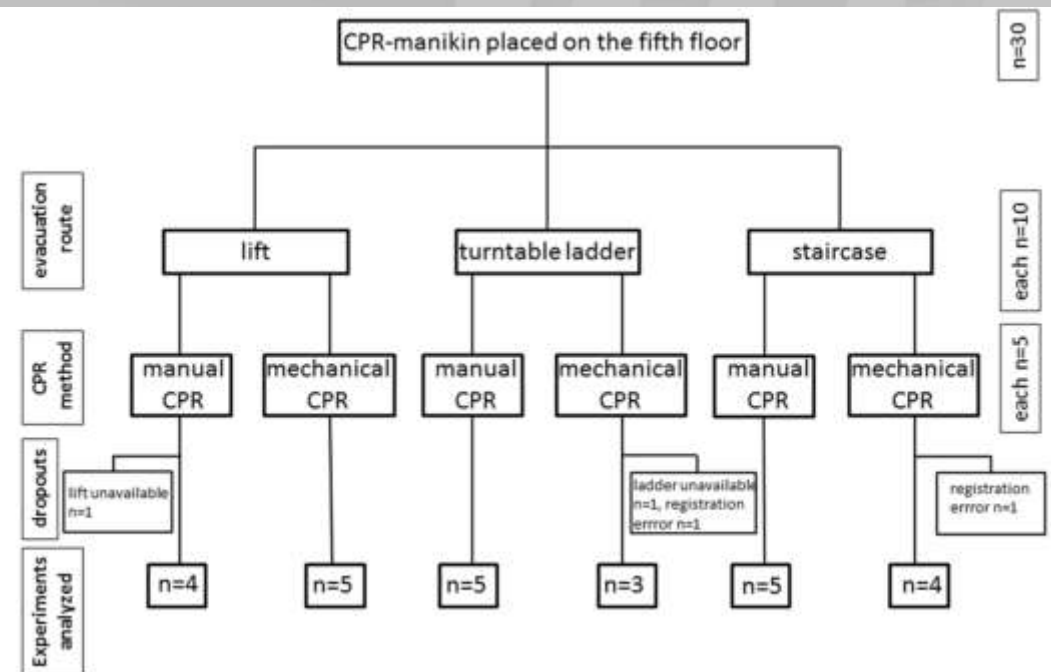 CPR-manikin placed on the fifth floor
n=30
evacuation
route
lift
turntable ladder
staircase
each n=10
CPR
method
manual
CPR
mechanical
CPR
manual
CPR
mechanical
CPR
manual
CPR
mechanical
CPR
each n=5
dropouts
lift unavailable
n=1
ladder unavailable
n=1, registration
errror n=1
registration
errror n=1
Experiments
analyzed
n=4
n=5
n=5
n=3
n=5
n=4